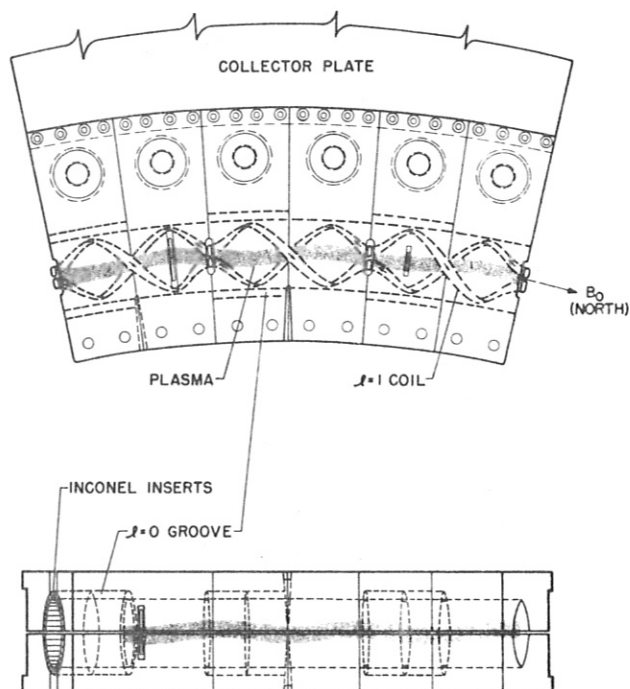 COLLECTOR PLATE
B₀
(NORTH)
PLASMA
ℓ=1 COIL
INCONEL INSERTS
ℓ=0 GROOVE